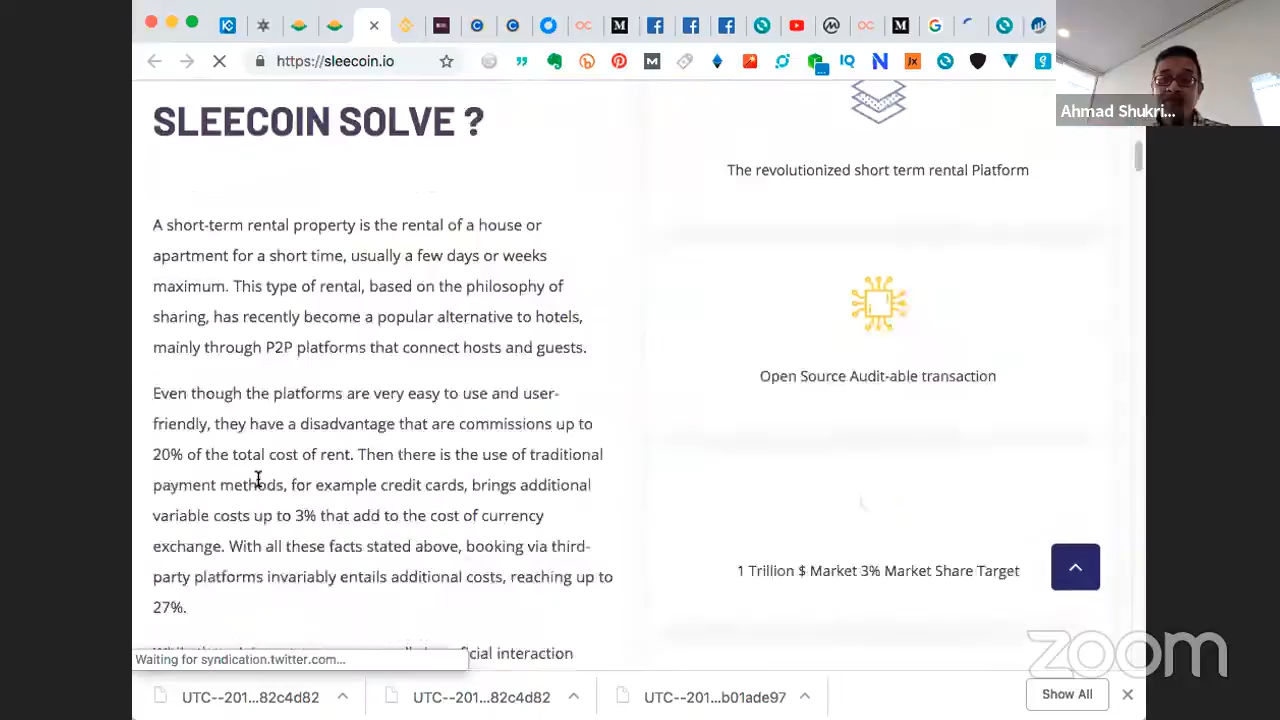 https://sleecoin.io
Ahmad Shukri...
SLEECOIN SOLVE ?
A short-term rental property is the rental of a house or
apartment for a short time, usually a few days or weeks
maximum. This type of rental, based on the philosophy of
sharing, has recently become a popular alternative to hotels,
mainly through P2P platforms that connect hosts and guests.
Even though the platforms are very easy to use and user-
friendly, they have a disadvantage that are commissions up to
20% of the total cost of rent. Then there is the use of traditional
payment methods, for example credit cards, brings additional
variable costs up to 3% that add to the cost of currency
exchange. With all these facts stated above, booking via third-
party platforms invariably entails additional costs, reaching up to
27%.
interaction
The revolutionized short term rental Platform
Open Source Audit-able transaction
1 Trillion $ Market 3% Market Share Target
zoom
Waiting for syndication.twitter.com...
UTC--201...82c4d82
UTC--201...82c4d82
UTC--201...b01ade97
Show All